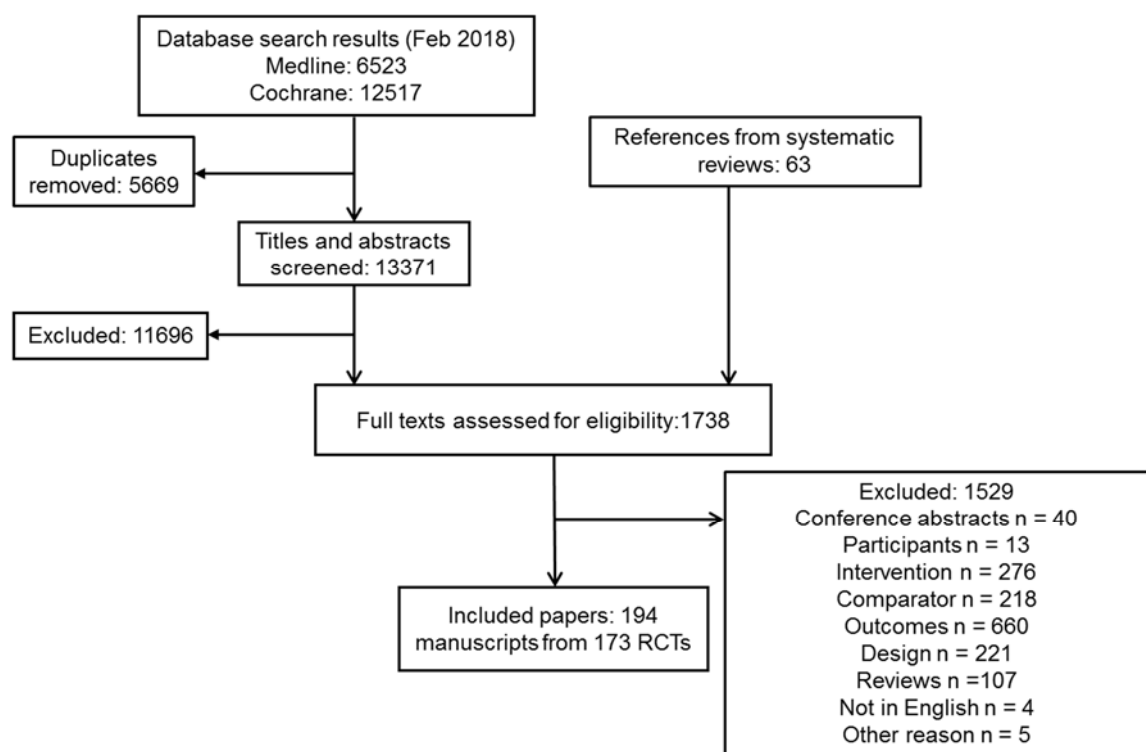 Database search results (Feb 2018)
Medline: 6523
Cochrane: 12517
References from systematic
reviews: 63
Duplicates
removed: 5669
Titles and abstracts
screened: 13371
Excluded: 11696
Full texts assessed for eligibility:1738
Excluded: 1529
Conference abstracts n = 40
Participants n = 13
Intervention n = 276
Comparator n = 218
Outcomes n = 660
Design n = 221
Reviews n =107
Not in English n = 4
Other reason n = 5
Included papers: 194
manuscripts from 173 RCTs